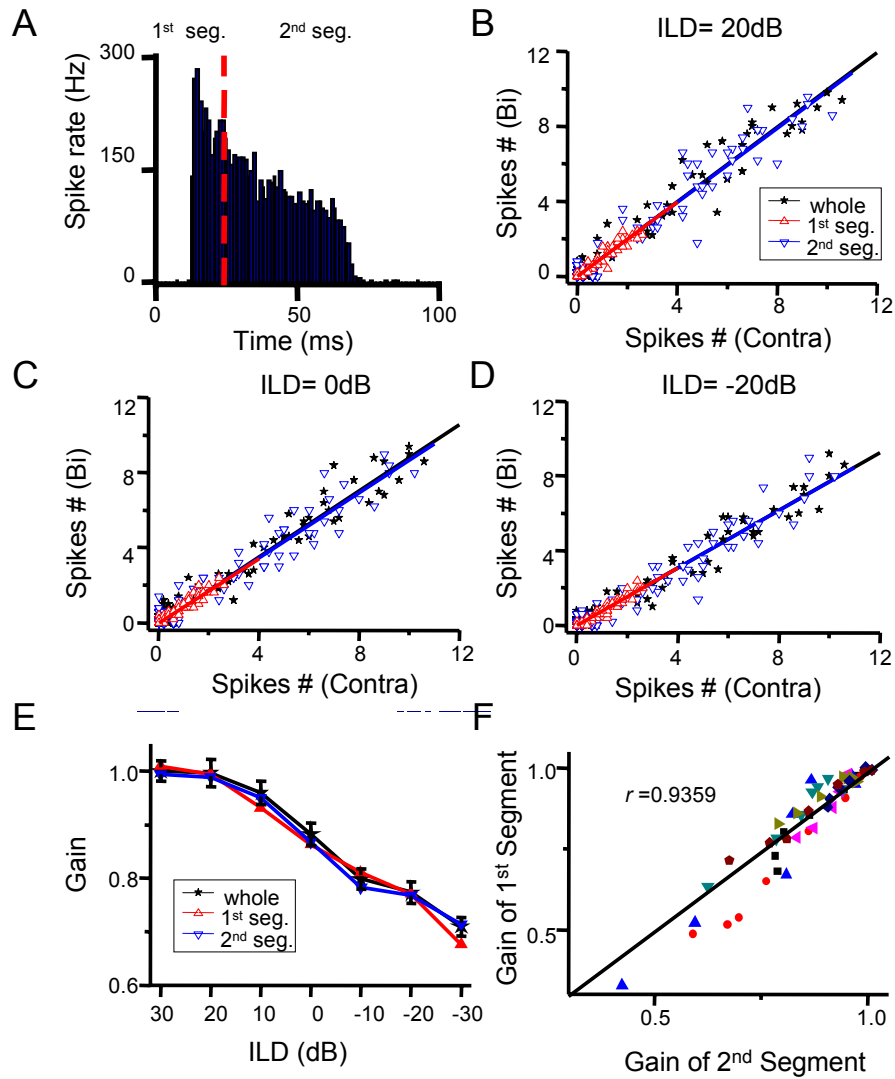 A
1st seg.
2nd seg.
300
150
0
Spike rate (Hz)
0
50
100
Time (ms)
B
ILD= 20dB
12
8
4
0
Spikes # (Bi)
whole
1st seg.
2nd seg.
0
4
8
12
Spikes # (Contra)
C
ILD= 0dB
12
8
4
0
Spikes # (Bi)
0
4
8
12
Spikes # (Contra)
D
ILD= -20dB
12
8
4
0
Spikes # (Bi)
0
4
8
12
Spikes # (Contra)
E
1.0
0.8
0.6
Gain
whole
1st seg.
2nd seg.
30
20
10
0
-10
-20
-30
ILD (dB)
F
r=0.9359
1.0
0.5
Gain of 1st Segment
0.5
1.0
Gain of 2nd Segment